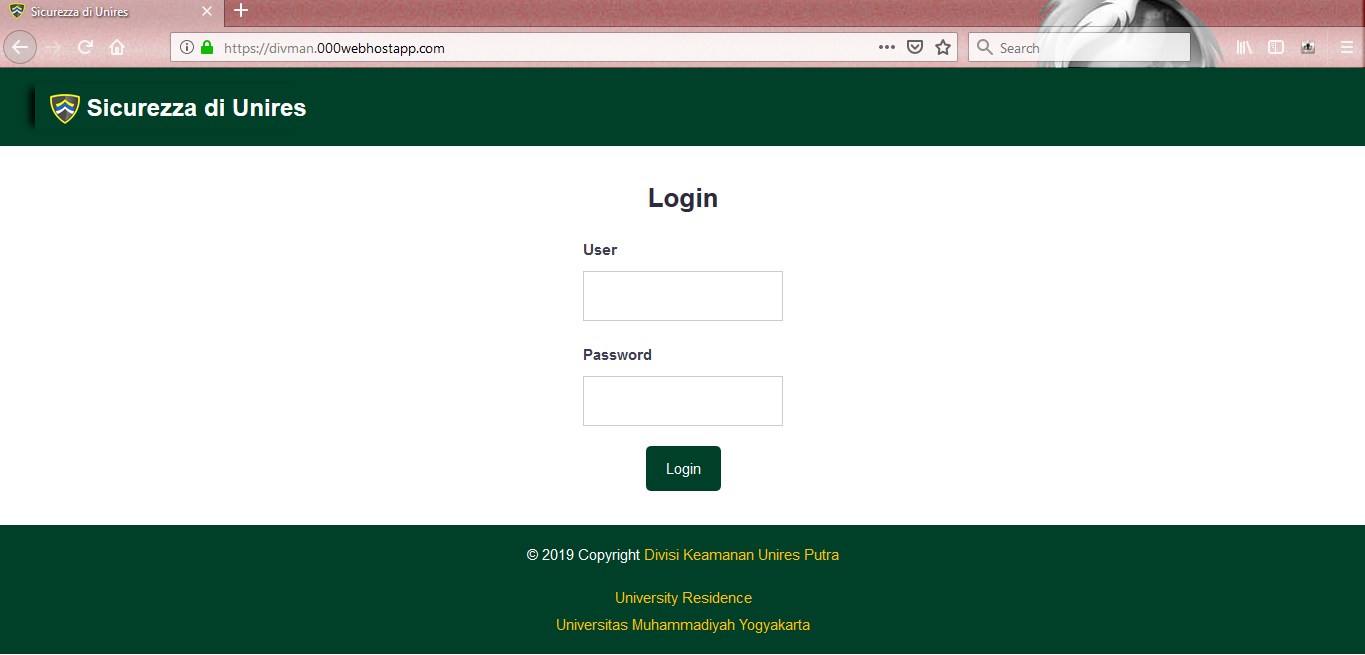 Sicurezza di Unires
https://divman.000webhostapp.com
Search
Sicurezza di Unires
Login
User
Password
Login
© 2019 Copyright Divisi Keamanan Unires Putra
University Residence
Universitas Muhammadiyah Yogyakarta